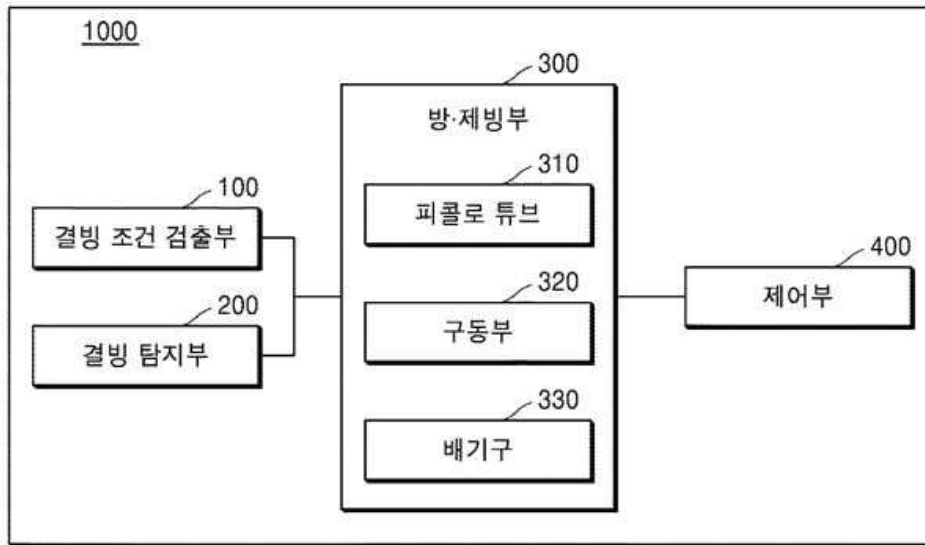 1000
300
방·제빙부
310
피콜로 튜브
100
결빙 조건 검출부
400
제어부
320
구동부
200
결빙 탐지부
330
배기구